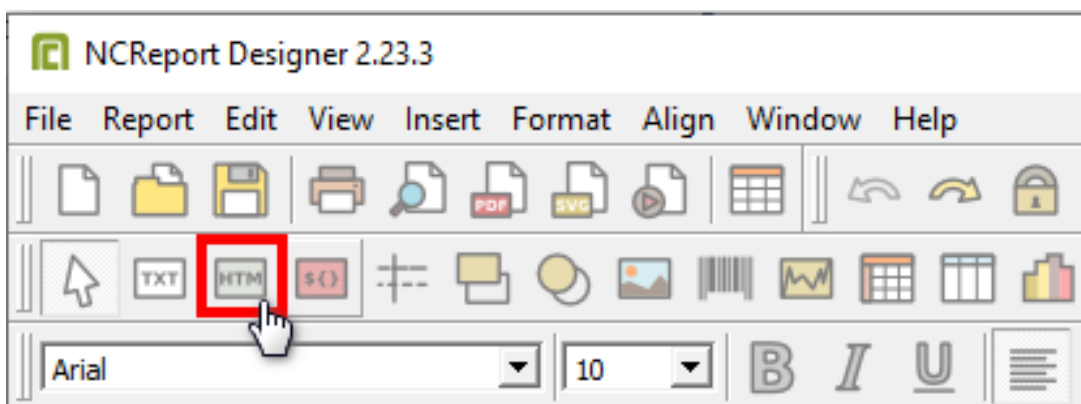 NCReport Designer 2.23.3
File Report Edit View Insert Format Align Window Help
PDF SVG 1
TXT HTM ${}
Arial 10 B I U